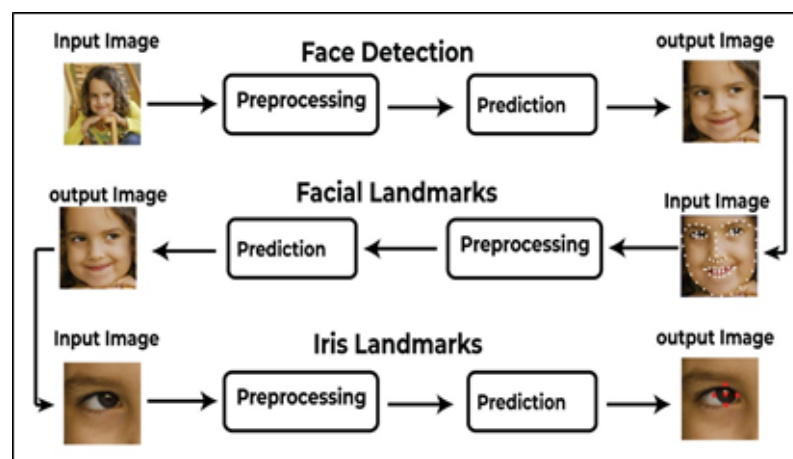 Input Image
Face Detection
output Image
Preprocessing
Prediction
output Image
Facial Landmarks
Input Image
Prediction
Preprocessing
Input Image
Iris Landmarks
output Image
Preprocessing
Prediction